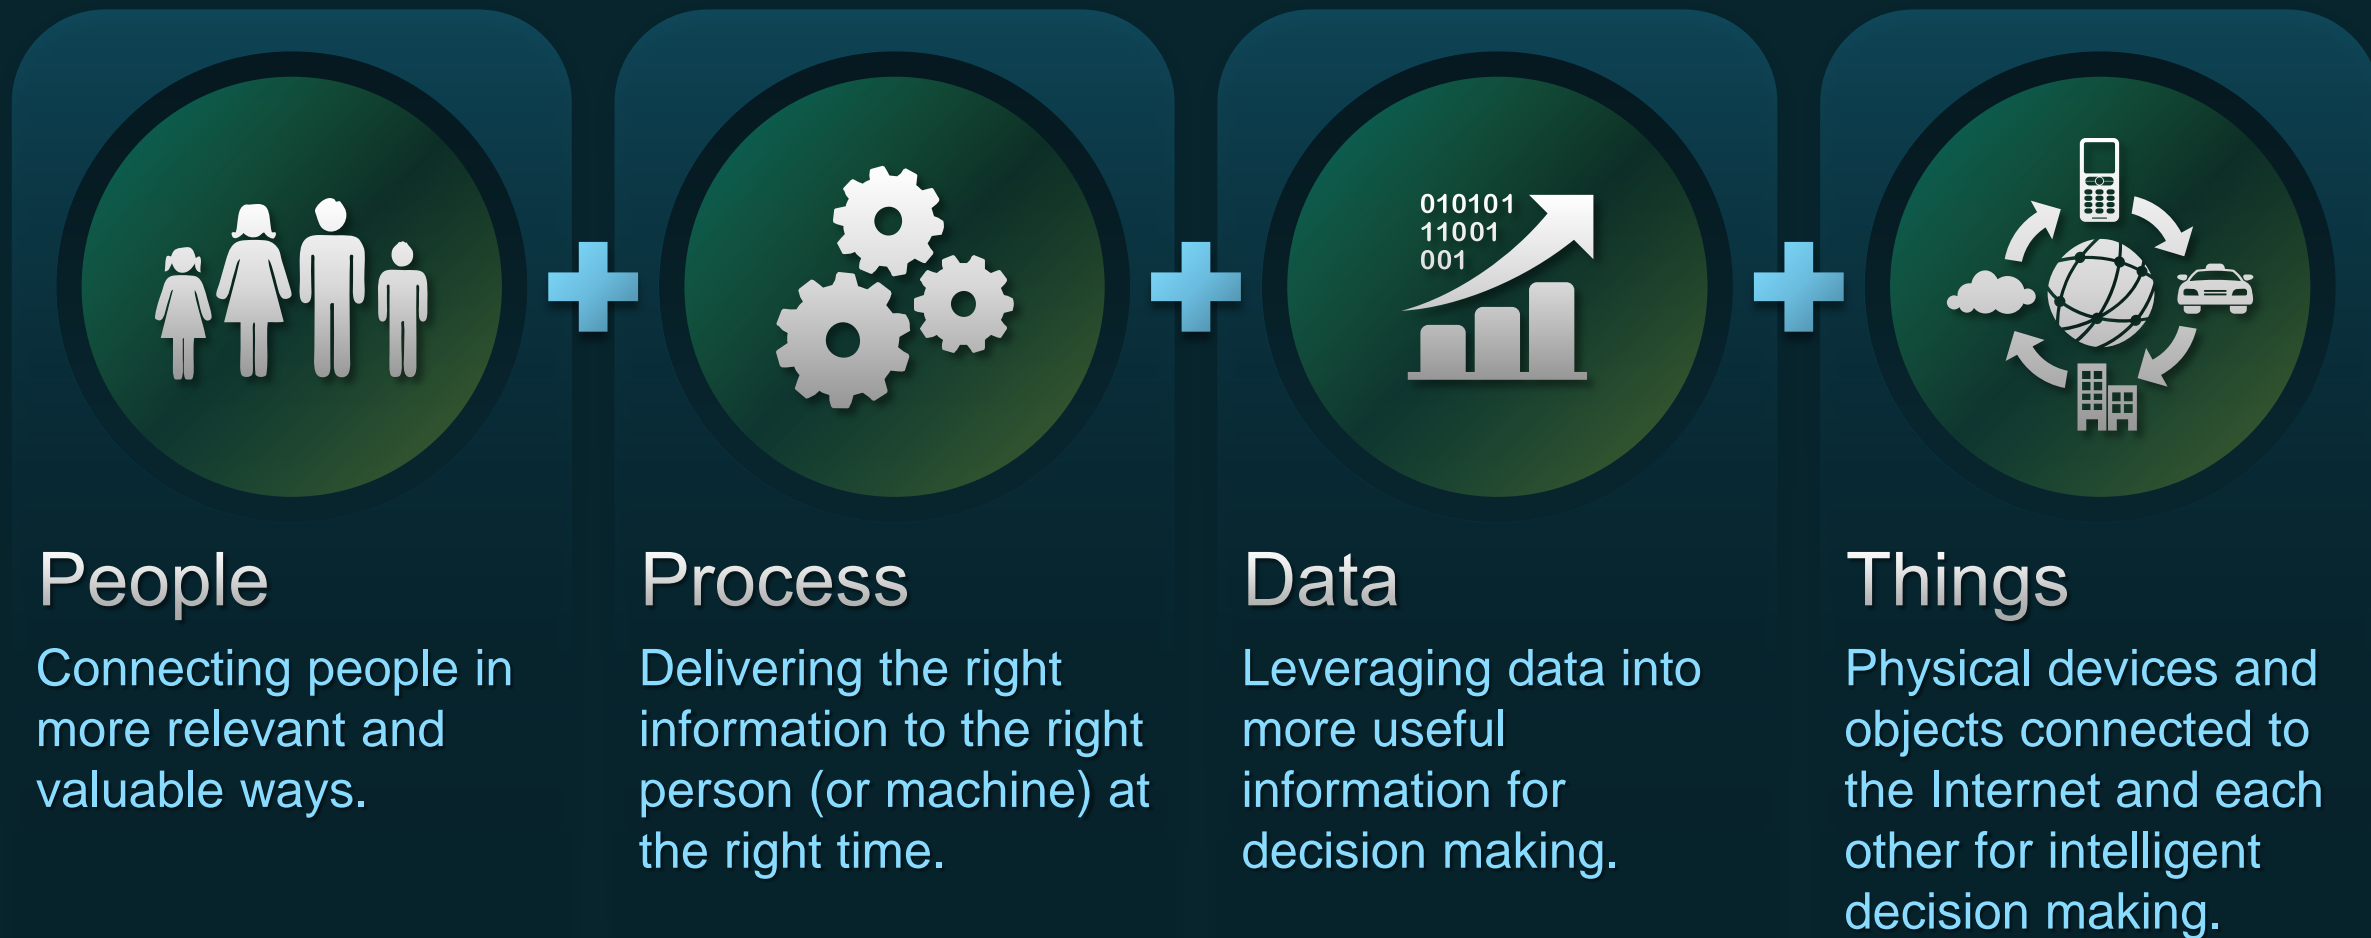 People
Connecting people in
more relevant and
valuable ways.
Process
Delivering the right
information to the right
person (or machine) at
the right time.
010101
11001
001
Data
Leveraging data into
more useful
information for
decision making.
Things
Physical devices and
objects connected to
the Internet and each
other for intelligent
decision making.